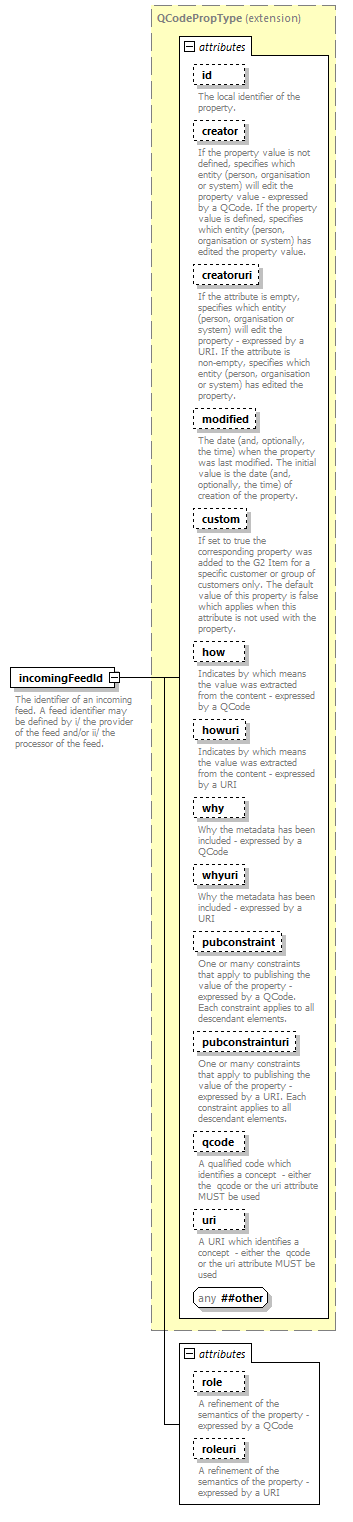 QCodePropType (extension)
attributes
id
The local identifier of the
property.
creator
If the property value is not
defined, specifies which
entity (person, organisation
or system) will edit the
property value - expressed
by a QCode. If the property
value is defined, specifies
which entity (person,
organisation or system) has
edited the property value.
creatoruri
If the attribute is empty,
specifies which entity
(person, organisation or
system) will edit the
property - expressed by a
URI. If the attribute is
non-empty, specifies which
entity (person, organisation
or system) has edited the
property.
modified
The date (and, optionally,
the time) when the property
was last modified. The initial
value is the date (and,
optionally, the time) of
creation of the property.
custom
If set to true the
corresponding property was
added to the G2 Item for a
specific customer or group of
customers only. The default
value of this property is false
which applies when this
attribute is not used with the
property.
how
Indicates by which means
the value was extracted
from the content - expressed
by a QCode
howuri
Indicates by which means
the value was extracted
from the content - expressed
by a URI
why
Why the metadata has been
included - expressed by a
QCode
whyuri
Why the metadata has been
included - expressed by a
URI
pubconstraint
One or many constraints
that apply to publishing the
value of the property -
expressed by a QCode.
Each constraint applies to all
descendant elements.
pubconstrainturi
One or many constraints
that apply to publishing the
value of the property -
expressed by a URI. Each
constraint applies to all
descendant elements.
qcode
A qualified code which
identifies a concept  - either
the  qcode or the uri attribute
MUST be used
uri
A URI which identifies a
concept  - either the  qcode
or the uri attribute MUST be
used
any ##other
incomingFeedId
The identifier of an incoming
feed. A feed identifier may
be defined by i/ the provider
of the feed and/or ii/ the
processor of the feed.
attributes
role
A refinement of the
semantics of the property -
expressed by a QCode
roleuri
A refinement of the
semantics of the property -
expressed by a URI